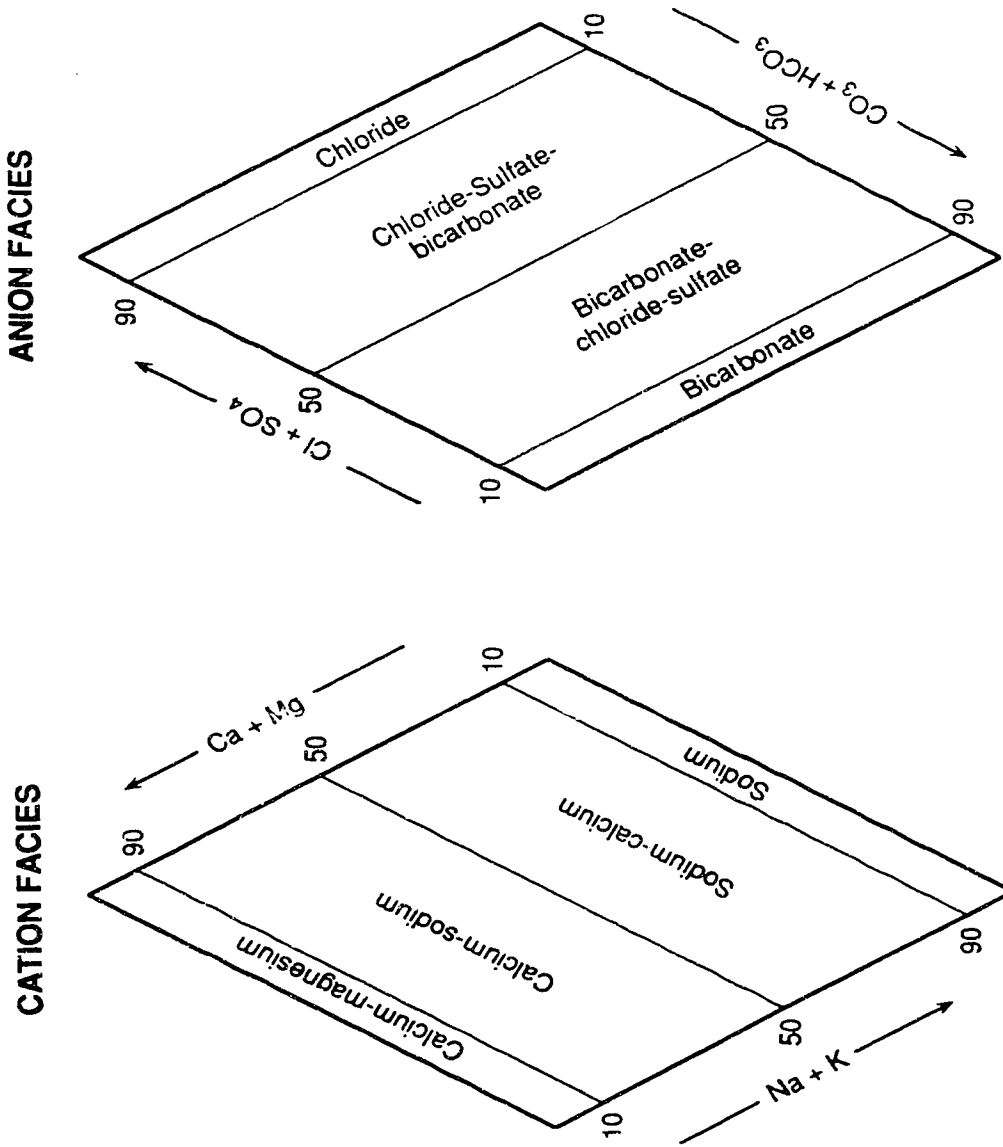 ANION FACIES
90
50
10
Cl + SO₄
Chloride
Chloride-Sulfate-
bicarbonate
Bicarbonate-
chloride-sulfate
Bicarbonate
10
50
90
CO₃ + HCO₃
CATION FACIES
90
50
10
Ca + Mg
Calcium-magnesium
Calcium-sodium
Sodium-calcium
Sodium
10
50
90
Na + K